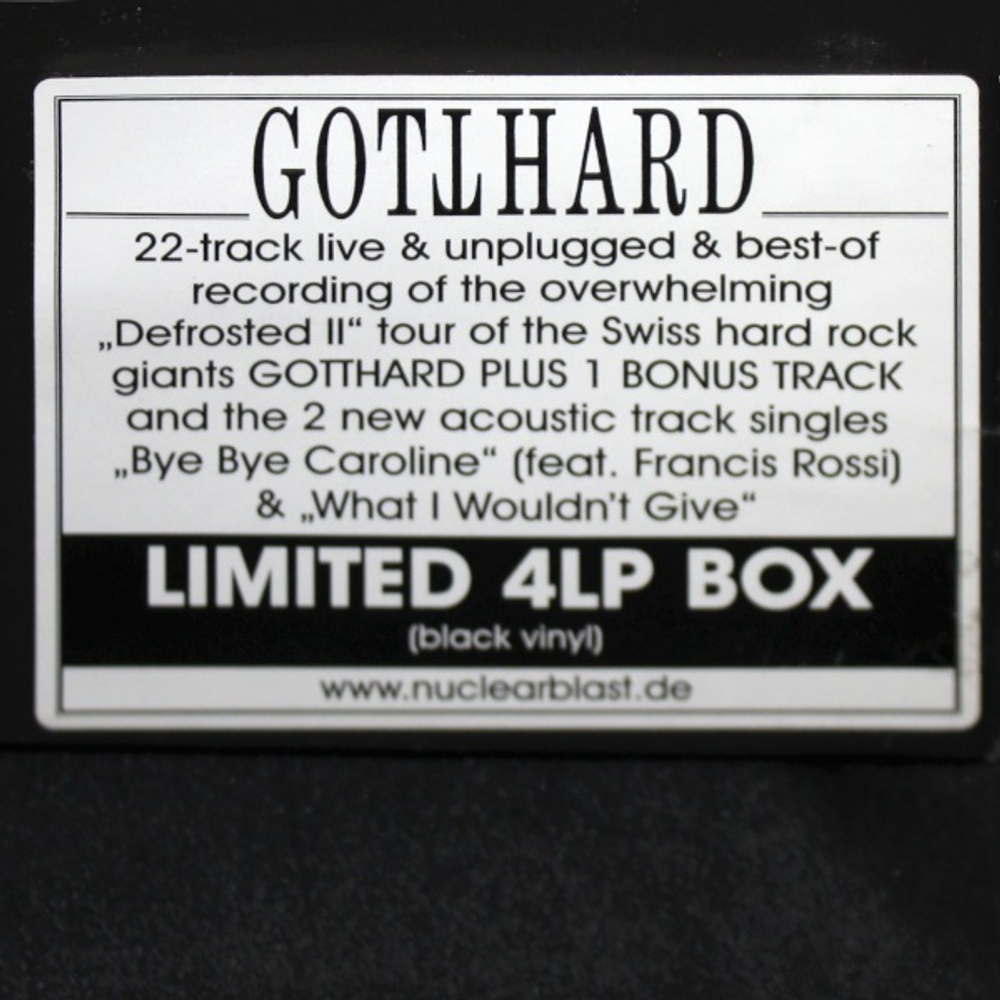 GOTTHARD
22-track live & unplugged & best-of
recording of the overwhelming
„Defrosted II“ tour of the Swiss hard rock
giants GOTTHARD PLUS 1 BONUS TRACK
and the 2 new acoustic track singles
„Bye Bye Caroline“ (feat. Francis Rossi)
& „What I Wouldn't Give“
LIMITED 4LP BOX
(black vinyl)
www.nuclearblast.de